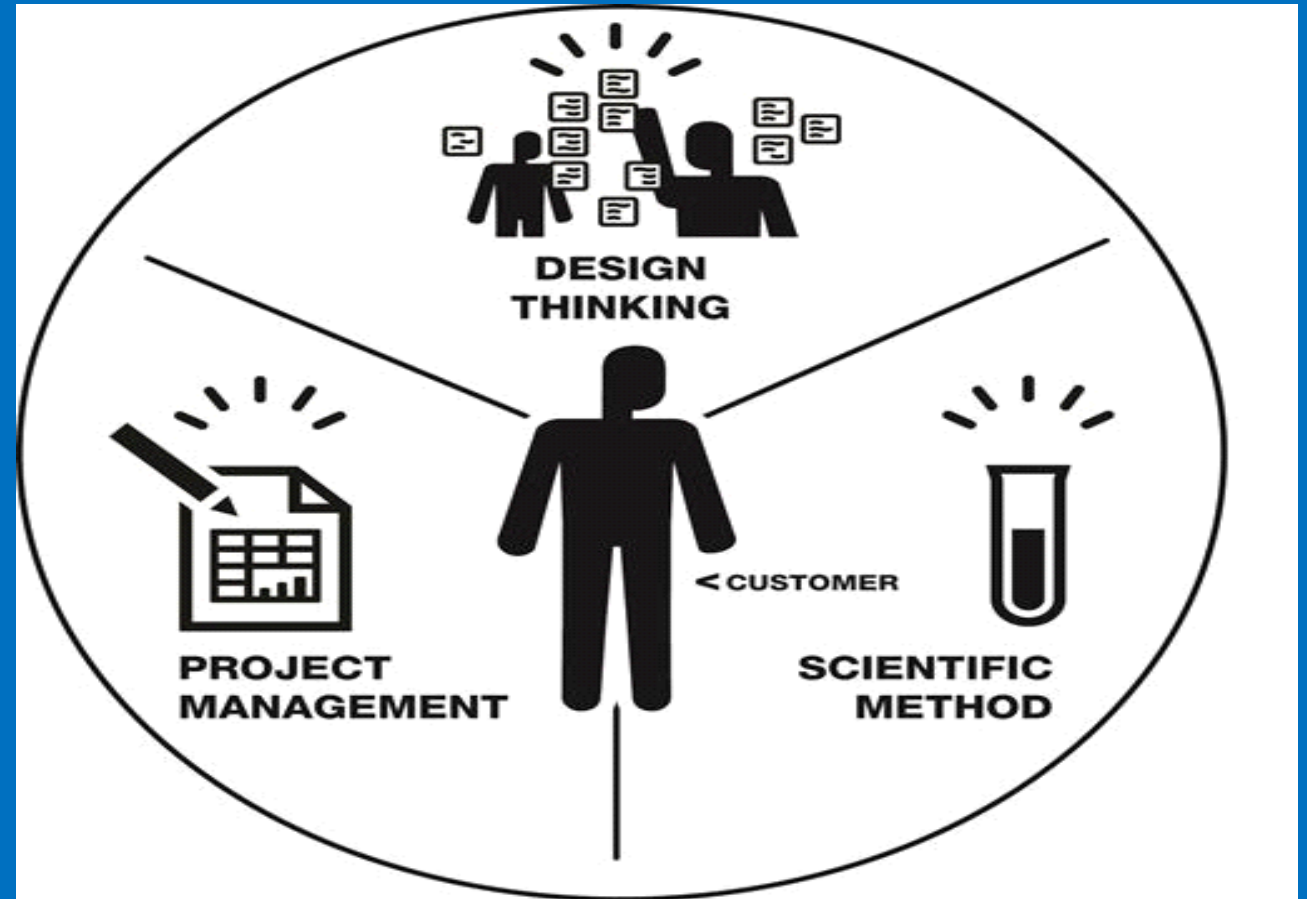 DESIGN
THINKING
< CUSTOMER
PROJECT
MANAGEMENT
SCIENTIFIC
METHOD